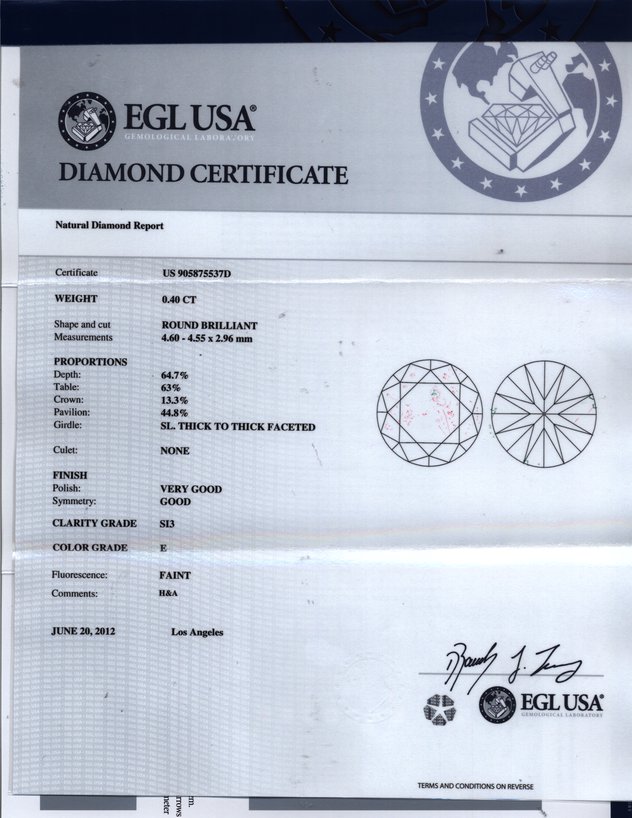 EGL USA®
GEMOLOGICAL LABORATORY
DIAMOND CERTIFICATE
Natural Diamond Report
Certificate US 905875537D
WEIGHT 0.40 CT
Shape and cut ROUND BRILLIANT
Measurements 4.60 - 4.55 x 2.96 mm
PROPORTIONS
Depth: 64.7%
Table: 63%
Crown: 13.3%
Pavilion: 44.8%
Girdle: SL. THICK TO THICK FACETED
Culet: NONE
FINISH
Polish: VERY GOOD
Symmetry: GOOD
CLARITY GRADE SI3
COLOR GRADE E
Fluorescence: FAINT
Comments: H&A
JUNE 20, 2012 Los Angeles
EGL USA®
GEMOLOGICAL LABORATORY
TERMS AND CONDITIONS ON REVERSE